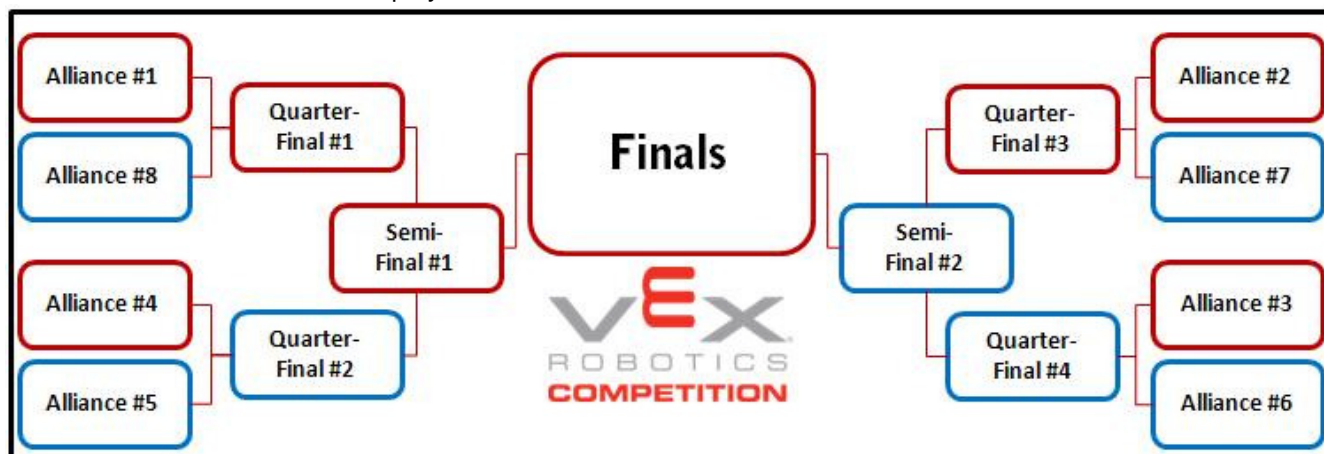 Alliance #1
Alliance #8
Quarter-
Final #1
Alliance #4
Alliance #5
Quarter-
Final #2
Semi-
Final #1
Finals
VEX
ROBOTICS
COMPETITION
Semi-
Final #2
Quarter-
Final #3
Alliance #2
Alliance #7
Quarter-
Final #4
Alliance #3
Alliance #6